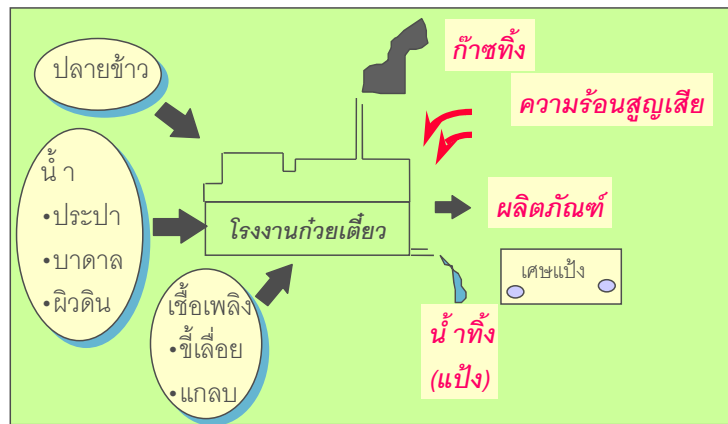 ปลายข้าว
น้ำ
•ประปา
•บาดาล
•ผิวดิน
เชื้อเพลิง
•ขี้เลื่อย
•แกลบ
โรงงานก๋วยเตี๋ยว
ก๊าซทิ้ง
ความร้อนสูญเสีย
ผลิตภัณฑ์
เศษแป้ง
น้ำทิ้ง
(แป้ง)